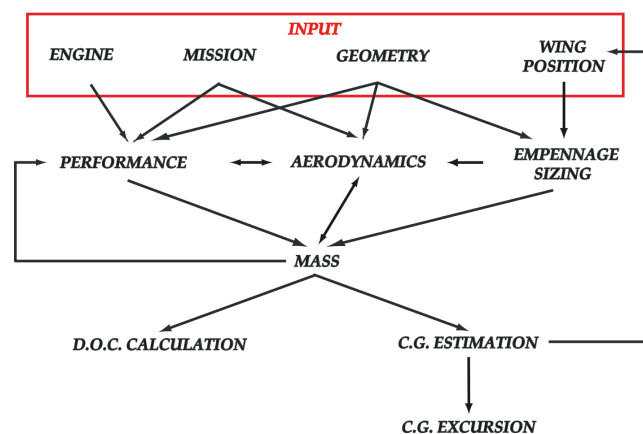 INPUT
ENGINE
MISSION
GEOMETRY
WING
POSITION
PERFORMANCE
AERODYNAMICS
EMPENNAGE
SIZING
MASS
D.O.C. CALCULATION
C.G. ESTIMATION
C.G. EXCURSION